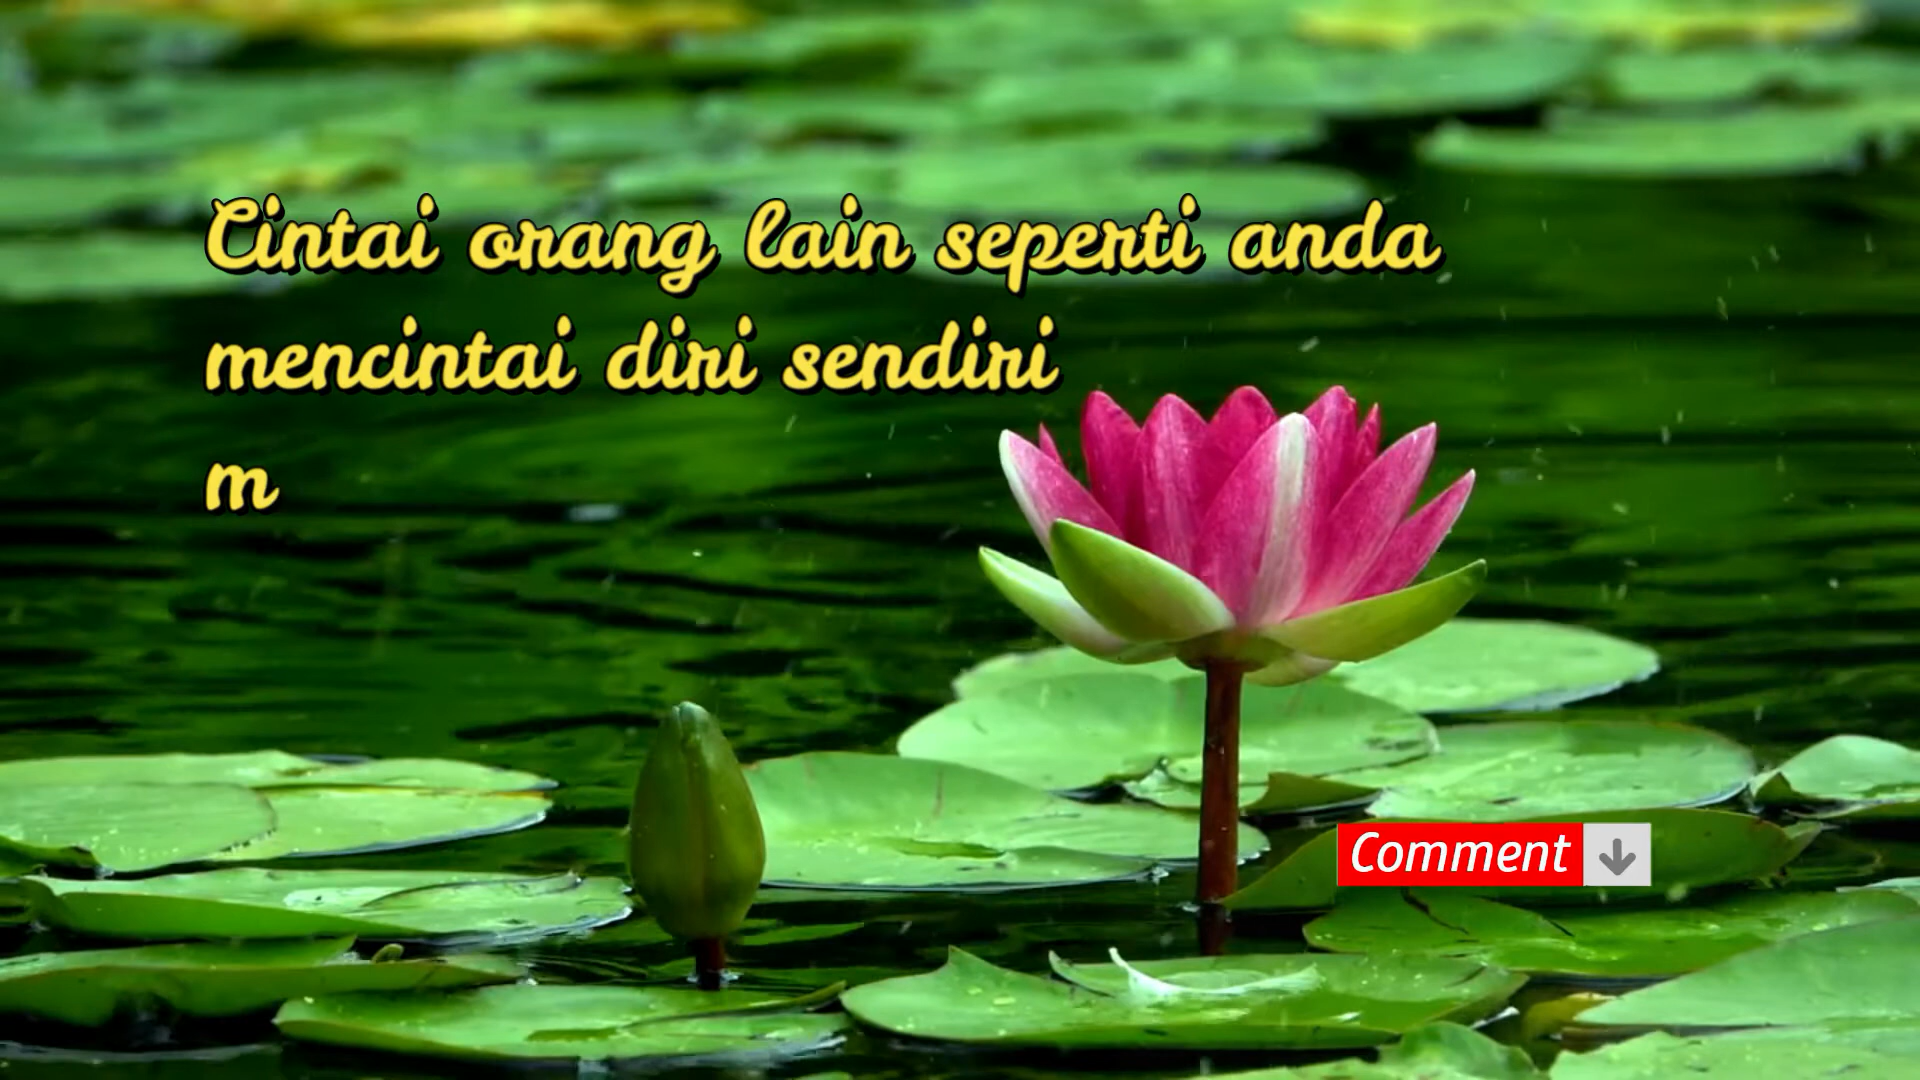 Cintai orang lain seperti anda
mencintai diri sendiri
m
Comment